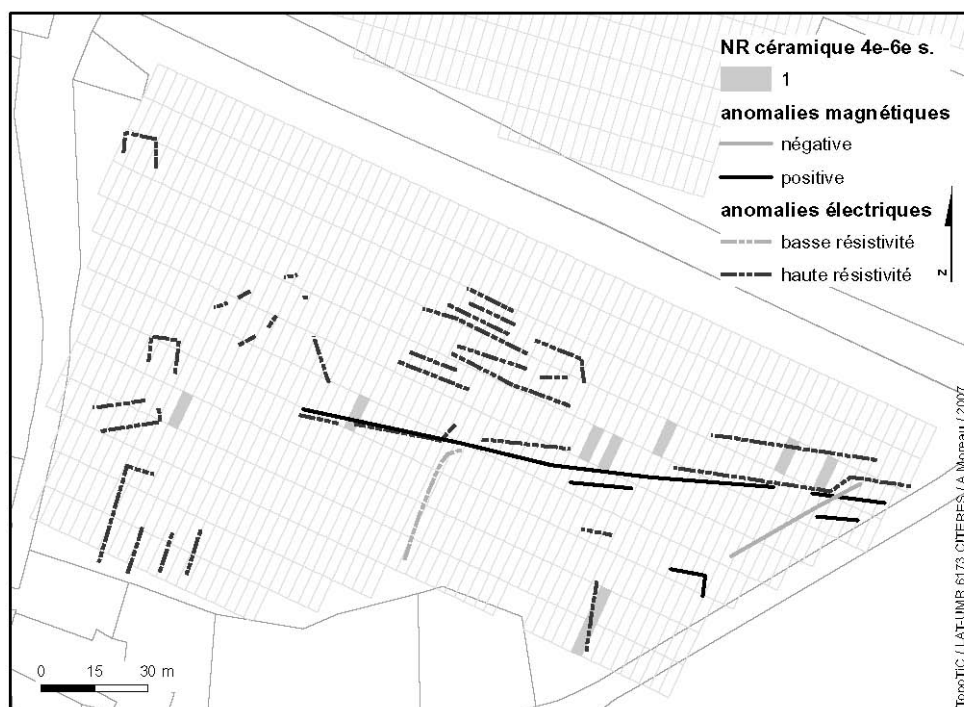 NR céramique 4e-6e s.
1
anomalies magnétiques
négative
positive
anomalies électriques
basse résistivité
haute résistivité
N
0 15 30 m
TopoTiC / LAT-UMR 6173 CITERES / A.Moreau / 2007